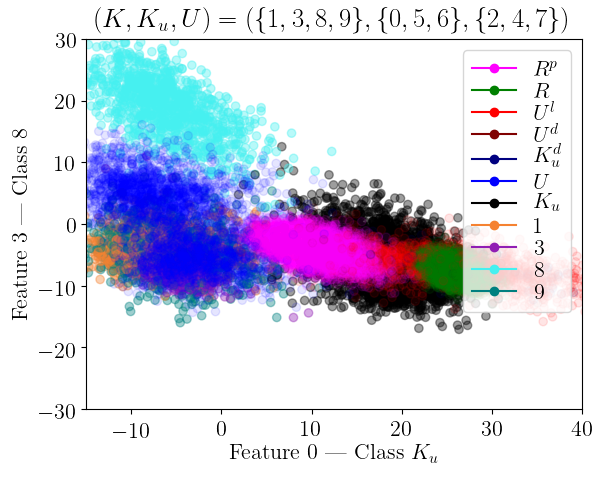 (K, K_u, U) = ({1, 3, 8, 9}, {0, 5, 6}, {2, 4, 7})
30
20
10
0
−10
−20
−30
Feature 3 — Class 8
R^p
R
U^l
U^d
K_u^d
U
K_u
1
3
8
9
−10
0
10
20
30
40
Feature 0 — Class K_u